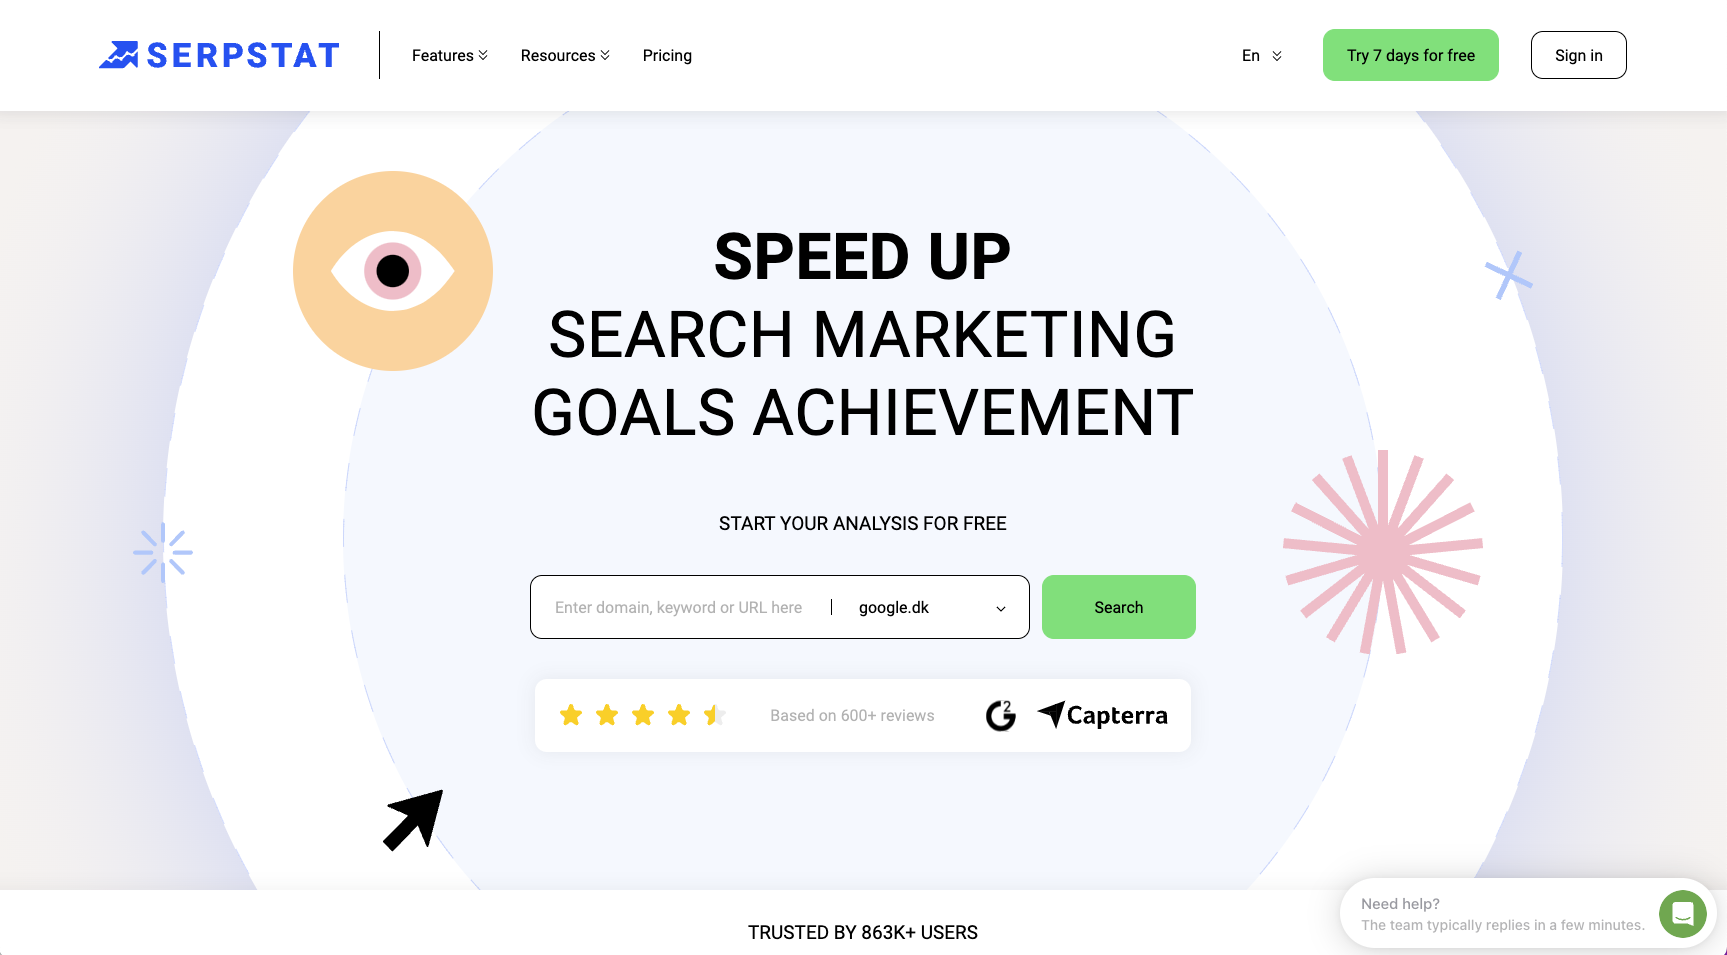 SERPSTAT
Features
Resources
Pricing
En
Try 7 days for free
Sign in
SPEED UP
SEARCH MARKETING
GOALS ACHIEVEMENT
START YOUR ANALYSIS FOR FREE
Enter domain, keyword or URL here
google.dk
Search
Based on 600+ reviews
G2
Capterra
Need help?
The team typically replies in a few minutes.
TRUSTED BY 863K+ USERS